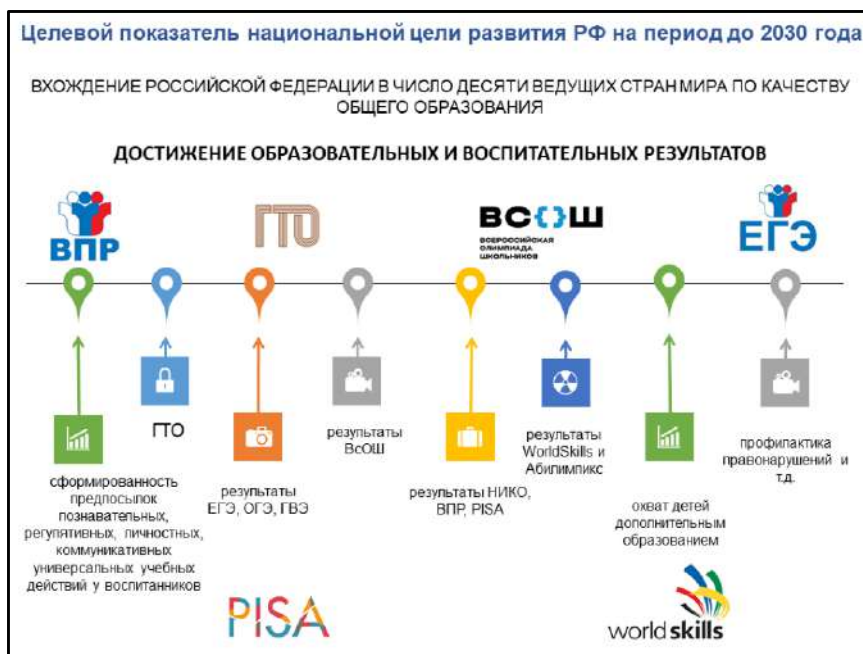 Целевой показатель национальной цели развития РФ на период до 2030 года
ВХОЖДЕНИЕ РОССИЙСКОЙ ФЕДЕРАЦИИ В ЧИСЛО ДЕСЯТИ ВЕДУЩИХ СТРАН МИРА ПО КАЧЕСТВУ
ОБЩЕГО ОБРАЗОВАНИЯ
ДОСТИЖЕНИЕ ОБРАЗОВАТЕЛЬНЫХ И ВОСПИТАТЕЛЬНЫХ РЕЗУЛЬТАТОВ
ВПР
ГТО
ВС{}Ш
ВСЕРОССИЙСКАЯ
ОЛИМПИАДА
ШКОЛЬНИКОВ
ЕГЭ
сформированность
предпосылок
познавательных,
регулятивных, личностных,
коммуникативных
универсальных учебных
действий у воспитанников
ГТО
результаты
ЕГЭ, ОГЭ, ГВЭ
результаты
ВсОШ
результаты НИКО,
ВПР, PISA
результаты
WorldSkills и
Абилимпикс
охват детей
дополнительным
образованием
профилактика
правонарушений и
т.д.
PISA
worldskills